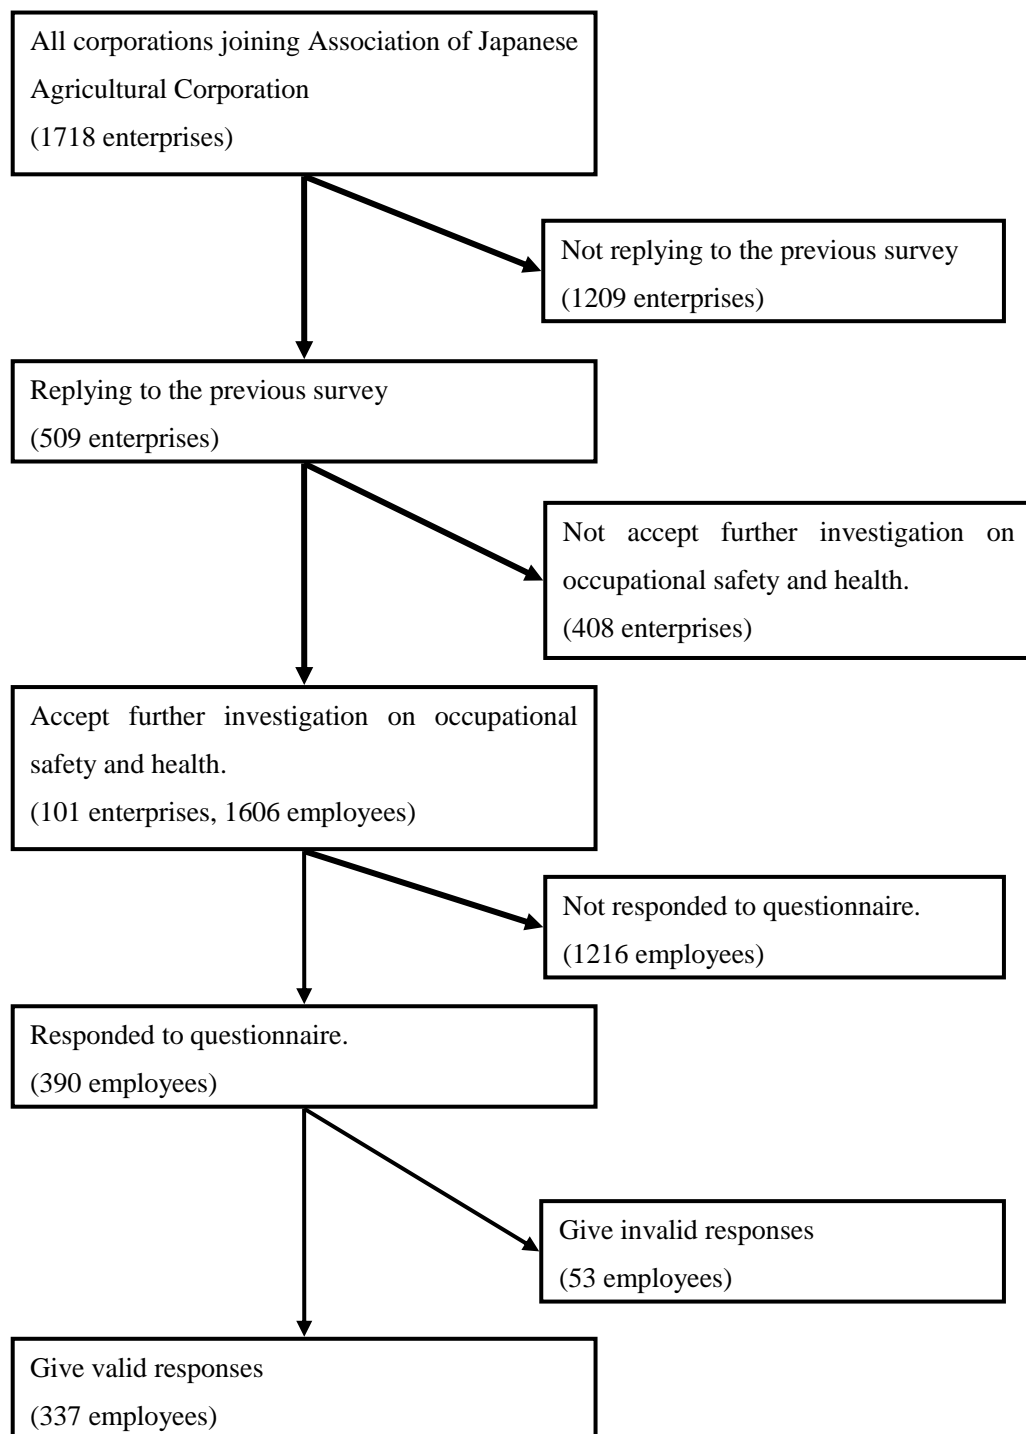 All corporations joining Association of Japanese
Agricultural Corporation
(1718 enterprises)
Not replying to the previous survey
(1209 enterprises)
Replying to the previous survey
(509 enterprises)
Not accept further investigation on
occupational safety and health.
(408 enterprises)
Accept further investigation on occupational
safety and health.
(101 enterprises, 1606 employees)
Not responded to questionnaire.
(1216 employees)
Responded to questionnaire.
(390 employees)
Give invalid responses
(53 employees)
Give valid responses
(337 employees)